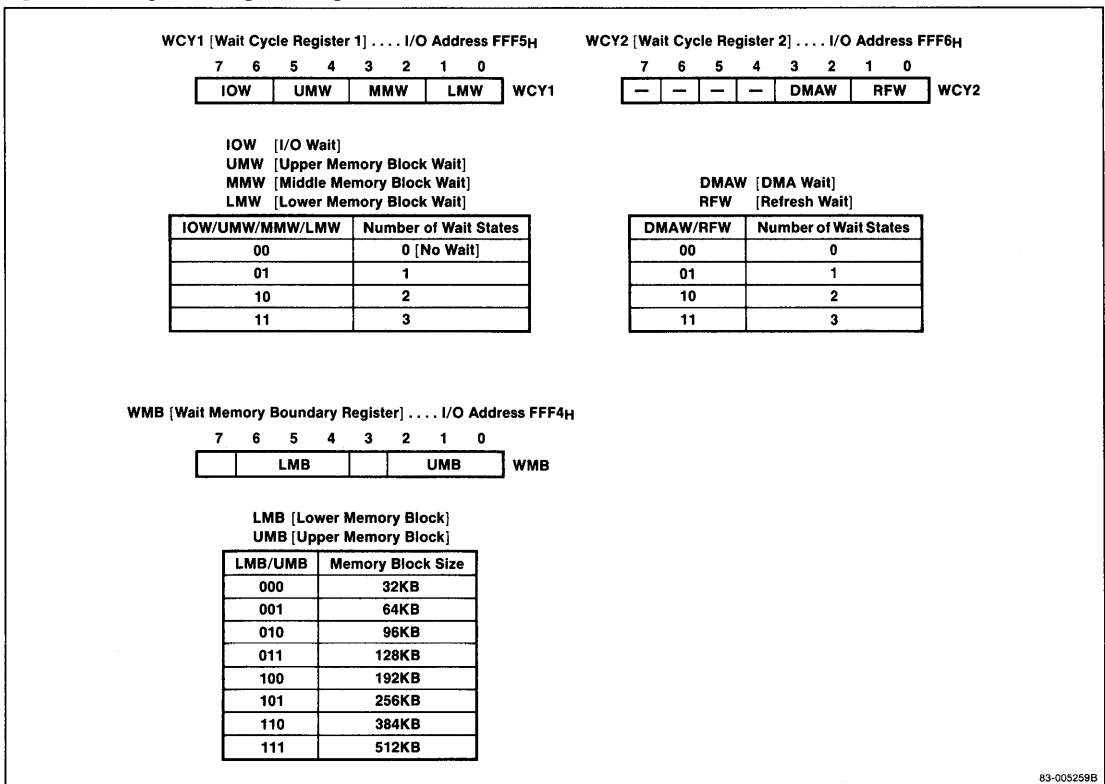 WCY1 [Wait Cycle Register 1] .... I/O Address FFF5H
7 6 5 4 3 2 1 0
IOW UMW MMW LMW WCY1
IOW [I/O Wait]
UMW [Upper Memory Block Wait]
MMW [Middle Memory Block Wait]
LMW [Lower Memory Block Wait]
IOW/UMW/MMW/LMW Number of Wait States
00 0 [No Wait]
01 1
10 2
11 3
WCY2 [Wait Cycle Register 2] .... I/O Address FFF6H
7 6 5 4 3 2 1 0
— — — — DMAW RFW WCY2
DMAW [DMA Wait]
RFW [Refresh Wait]
DMAW/RFW Number of Wait States
00 0
01 1
10 2
11 3
WMB [Wait Memory Boundary Register] .... I/O Address FFF4H
7 6 5 4 3 2 1 0
LMB UMB WMB
LMB [Lower Memory Block]
UMB [Upper Memory Block]
LMB/UMB Memory Block Size
000 32KB
001 64KB
010 96KB
011 128KB
100 192KB
101 256KB
110 384KB
111 512KB
83-005259B